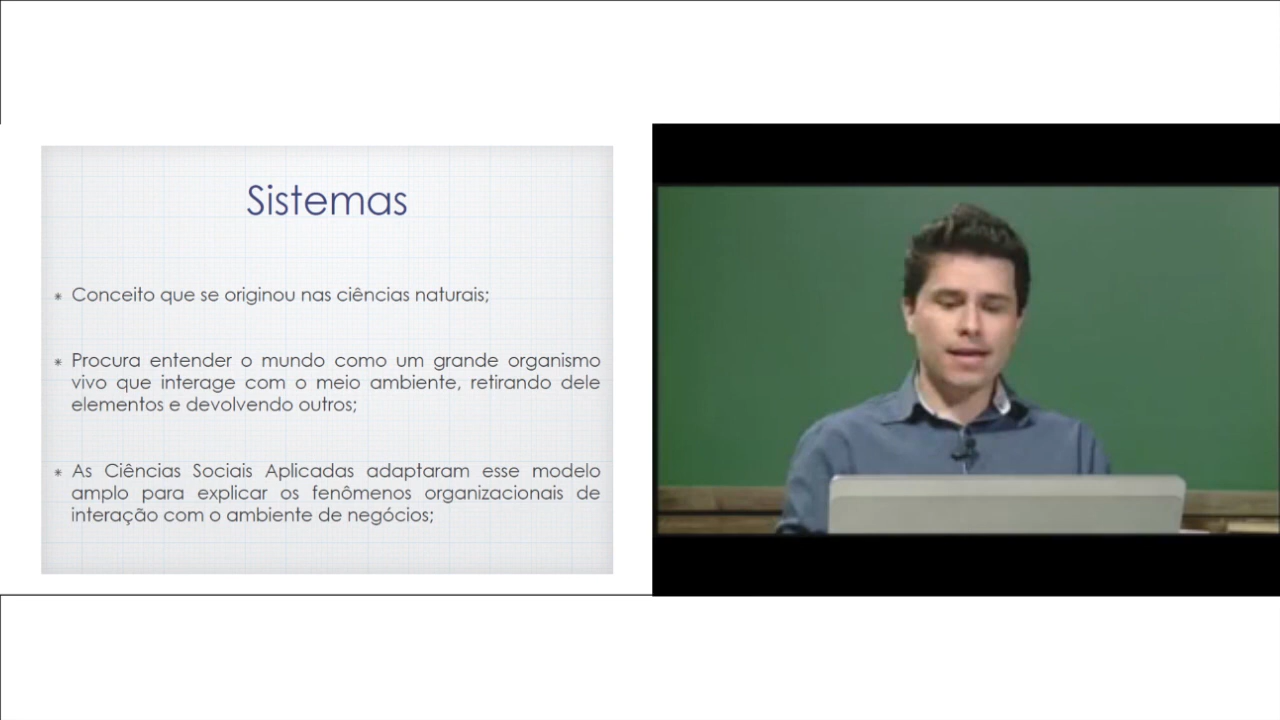 Sistemas
* Conceito que se originou nas ciências naturais;
* Procura entender o mundo como um grande organismo
vivo que interage com o meio ambiente, retirando dele
elementos e devolvendo outros;
* As Ciências Sociais Aplicadas adaptaram esse modelo
amplo para explicar os fenômenos organizacionais de
interação com o ambiente de negócios;